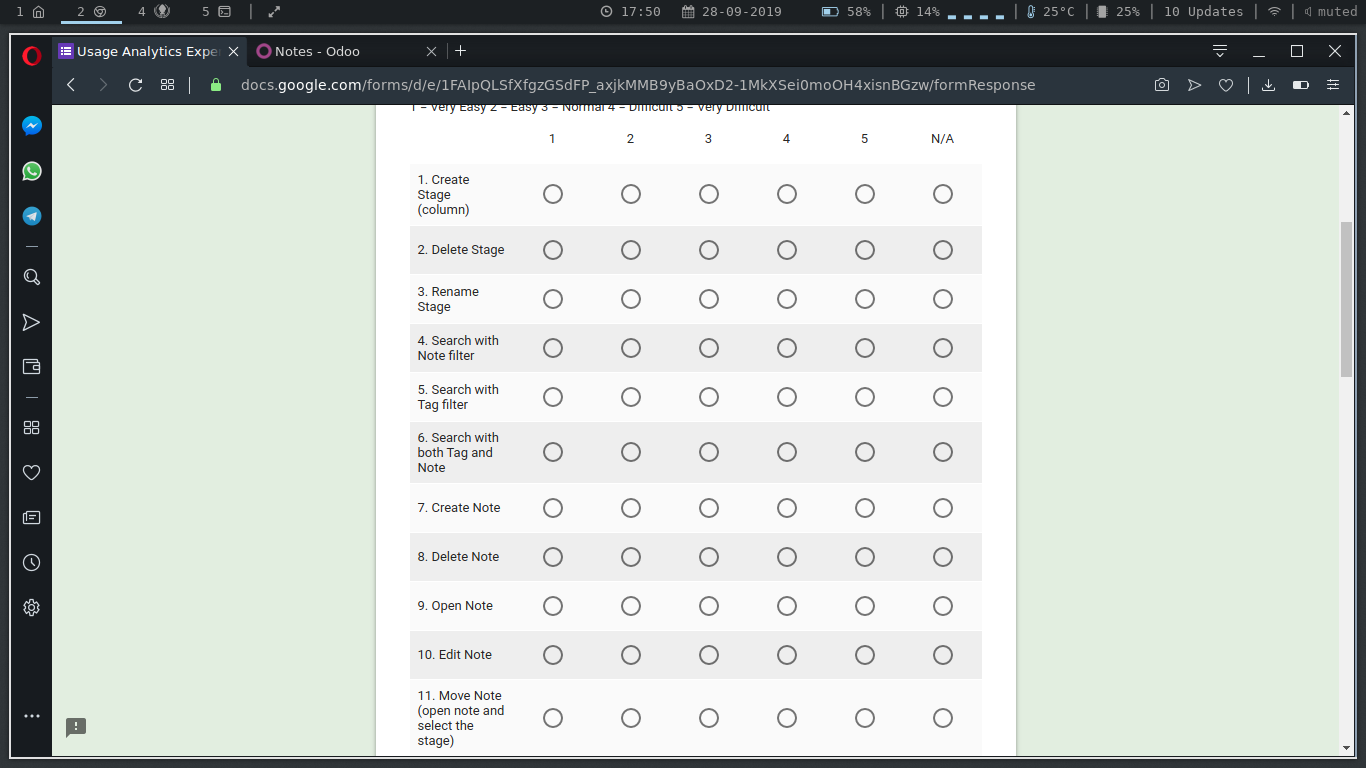 1 2 4 5 17:50 28-09-2019 58% 14% 25°C 25% 10 Updates muted
Usage Analytics Expe Notes - Odoo
docs.google.com/forms/d/e/1FAIpQLSfXfgzGSdFP_axjkMMB9yBaOxD2-1MkXSei0moOH4xisnBGzw/formResponse
1 = Very Easy 2 = Easy 3 = Normal 4 = Difficult 5 = Very Difficult
1 2 3 4 5 N/A
1. Create
Stage
(column)
2. Delete Stage
3. Rename
Stage
4. Search with
Note filter
5. Search with
Tag filter
6. Search with
both Tag and
Note
7. Create Note
8. Delete Note
9. Open Note
10. Edit Note
11. Move Note
(open note and
select the
stage)